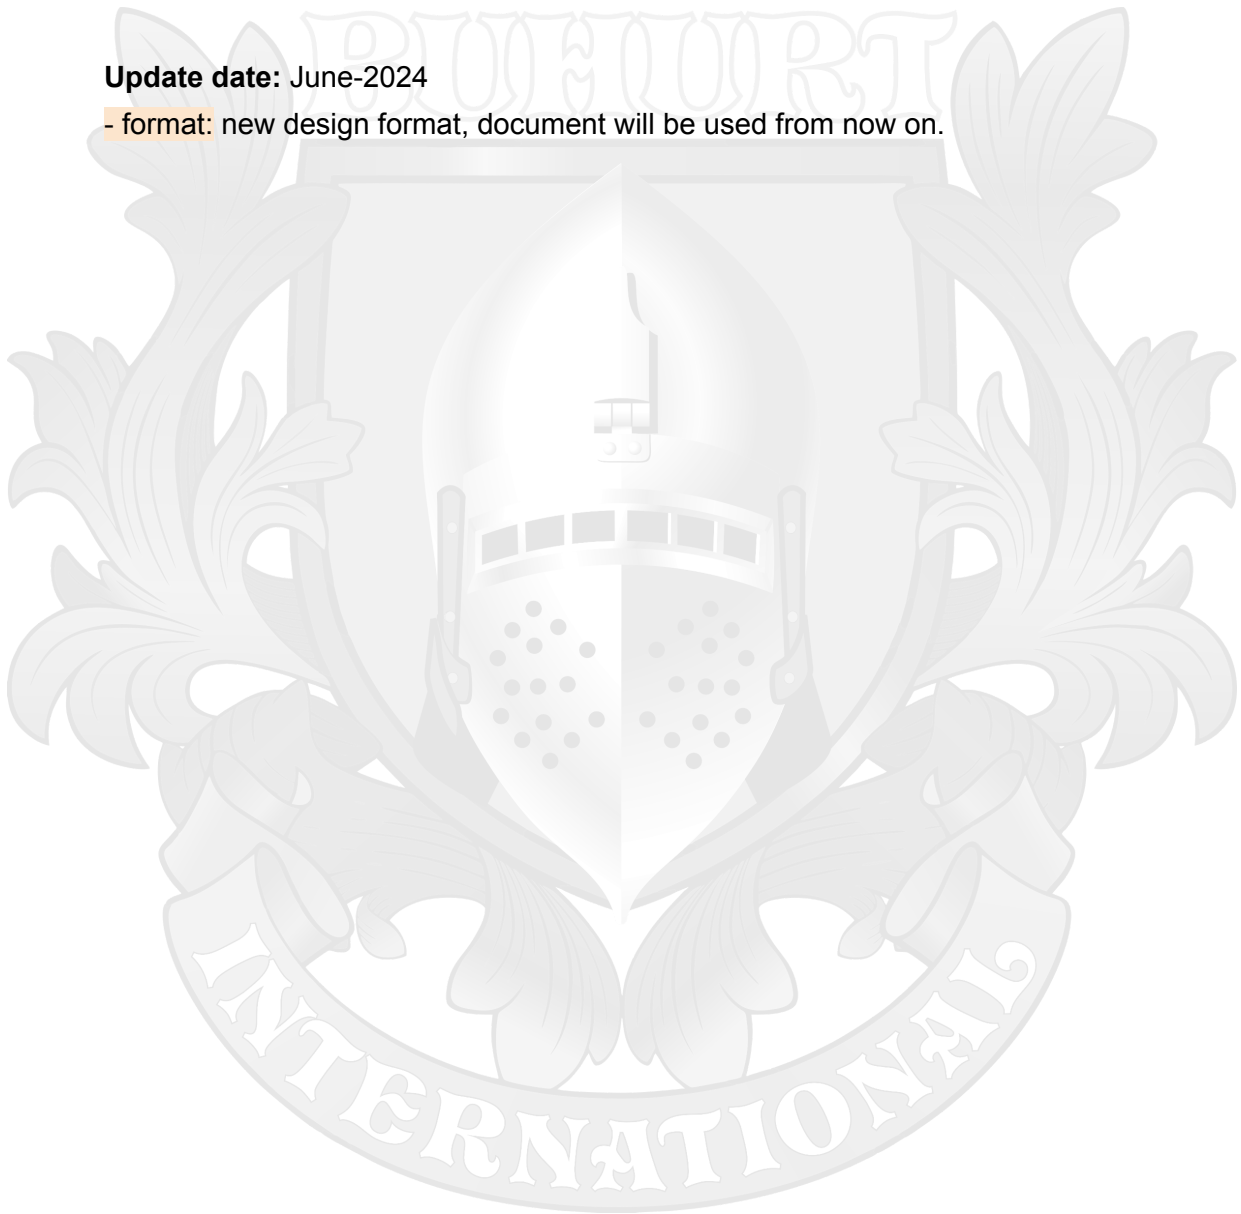 BUHURT
Update date: June-2024
- format: new design format, document will be used from now on.
INTERNATIONAL